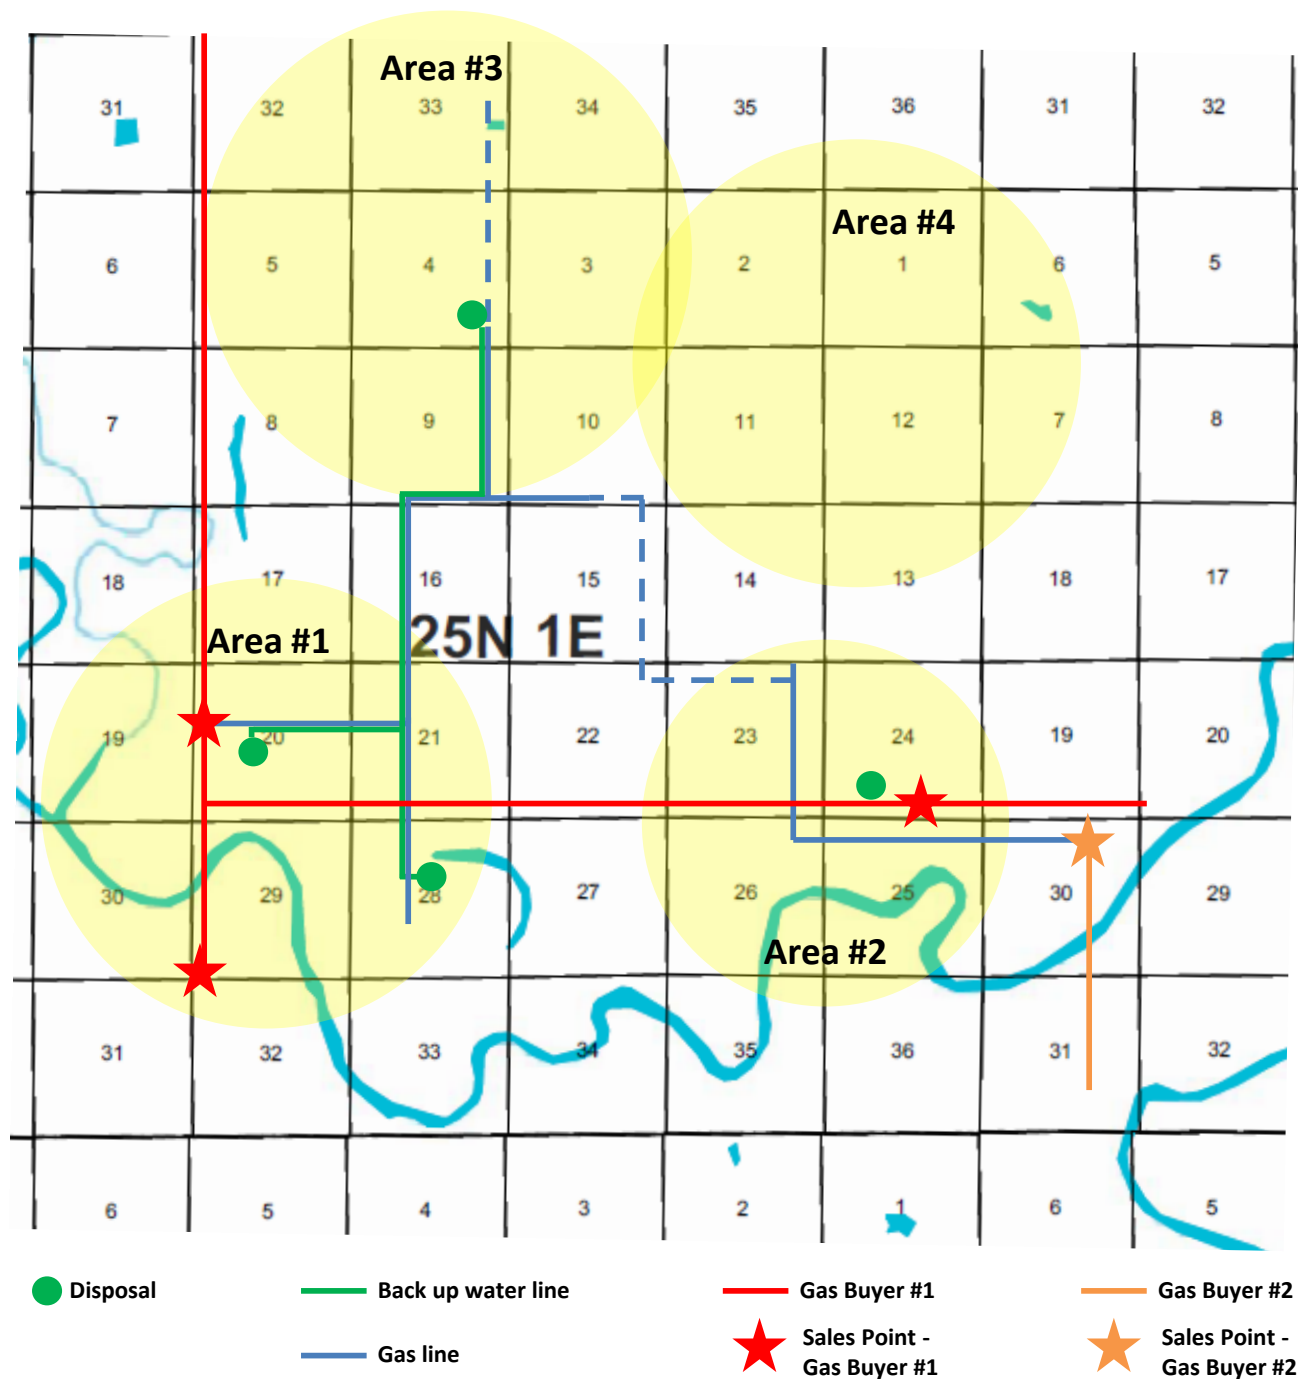 Area #3
31 32 33 34 35 36 31 32
Area #4
6 5 4 3 2 1 6 5
7 8 9 10 11 12 7 8
18 17 16 15 14 13 18 17
25N 1E
Area #1
19 20 21 22 23 24 19 20
30 29 28 27 26 25 30 29
Area #2
31 32 33 34 35 36 31 32
6 5 4 3 2 1 6 5
Disposal
Back up water line
Gas Buyer #1
Gas Buyer #2
Gas line
Sales Point -
Gas Buyer #1
Sales Point -
Gas Buyer #2